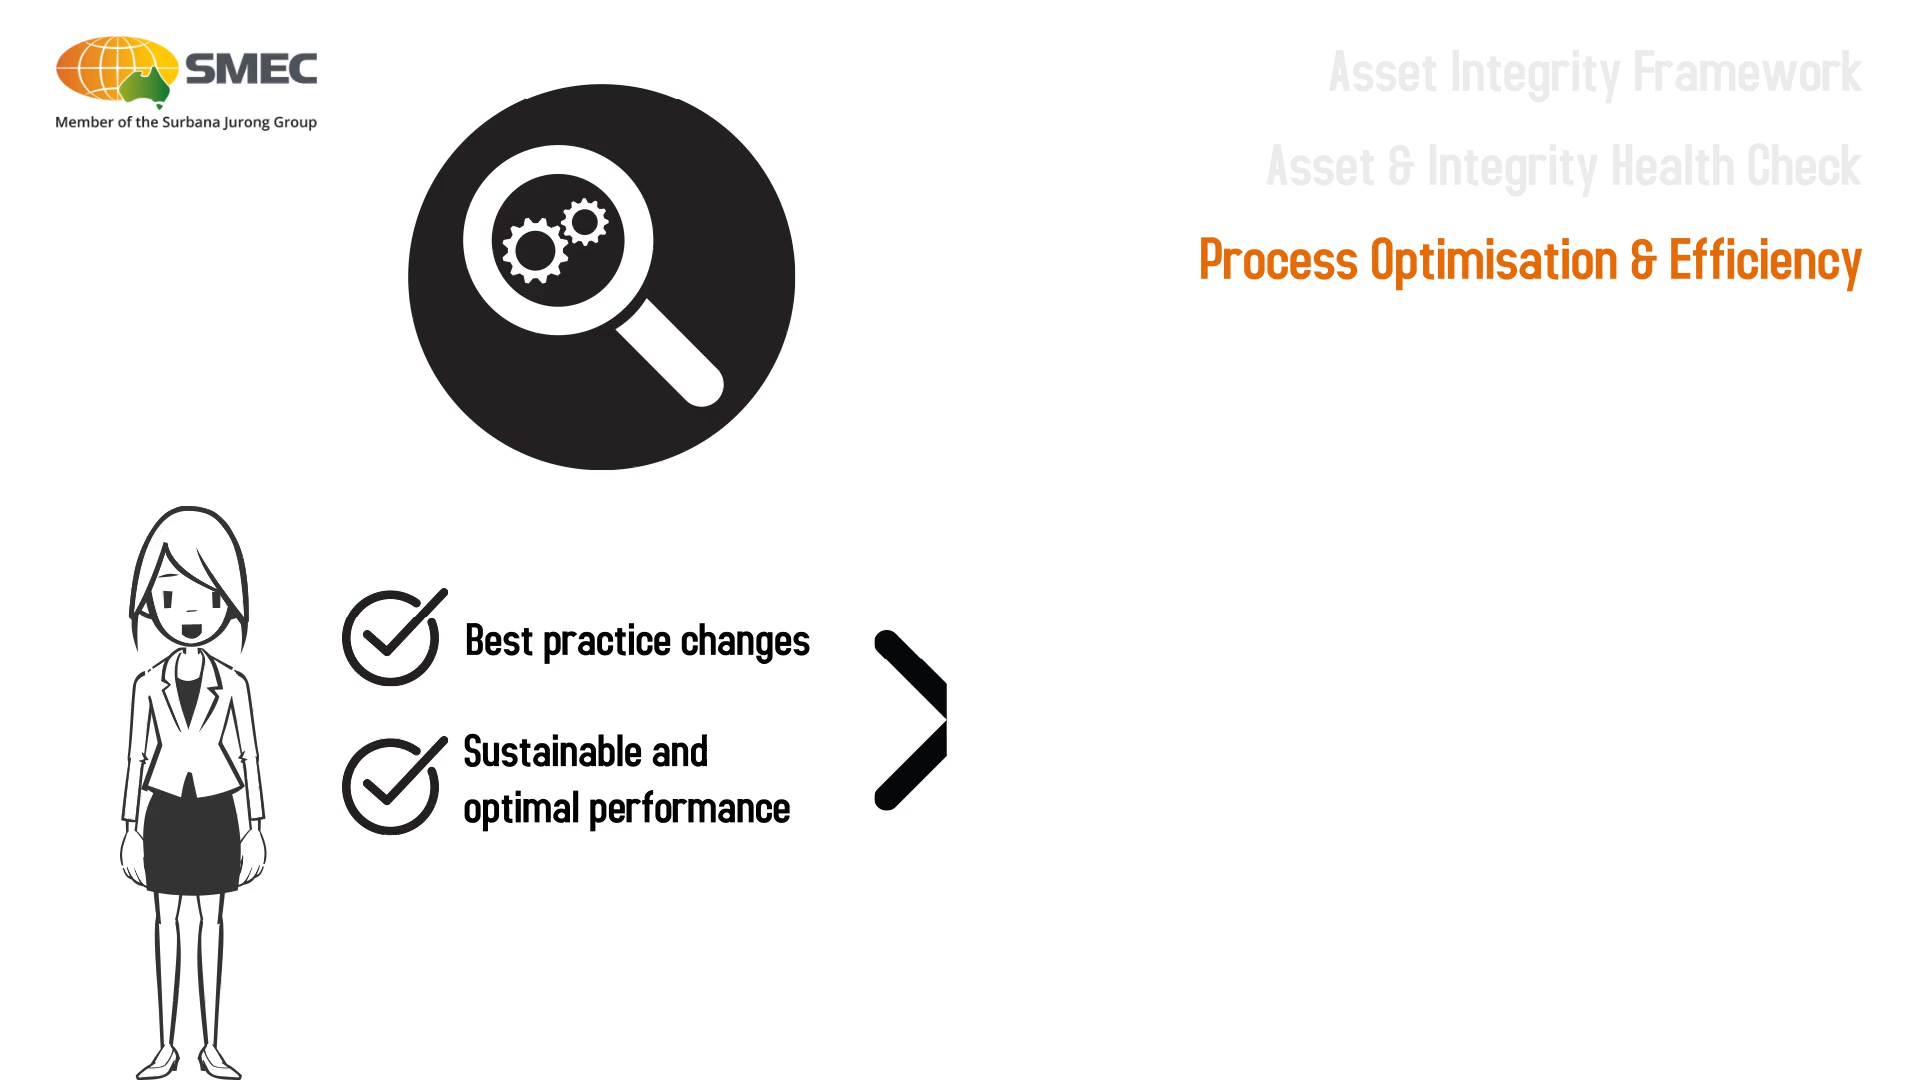 SMEC
Member of the Surbana Jurong Group
Asset Integrity Framework
Asset & Integrity Health Check
Process Optimisation & Efficiency
Best practice changes
Sustainable and
optimal performance